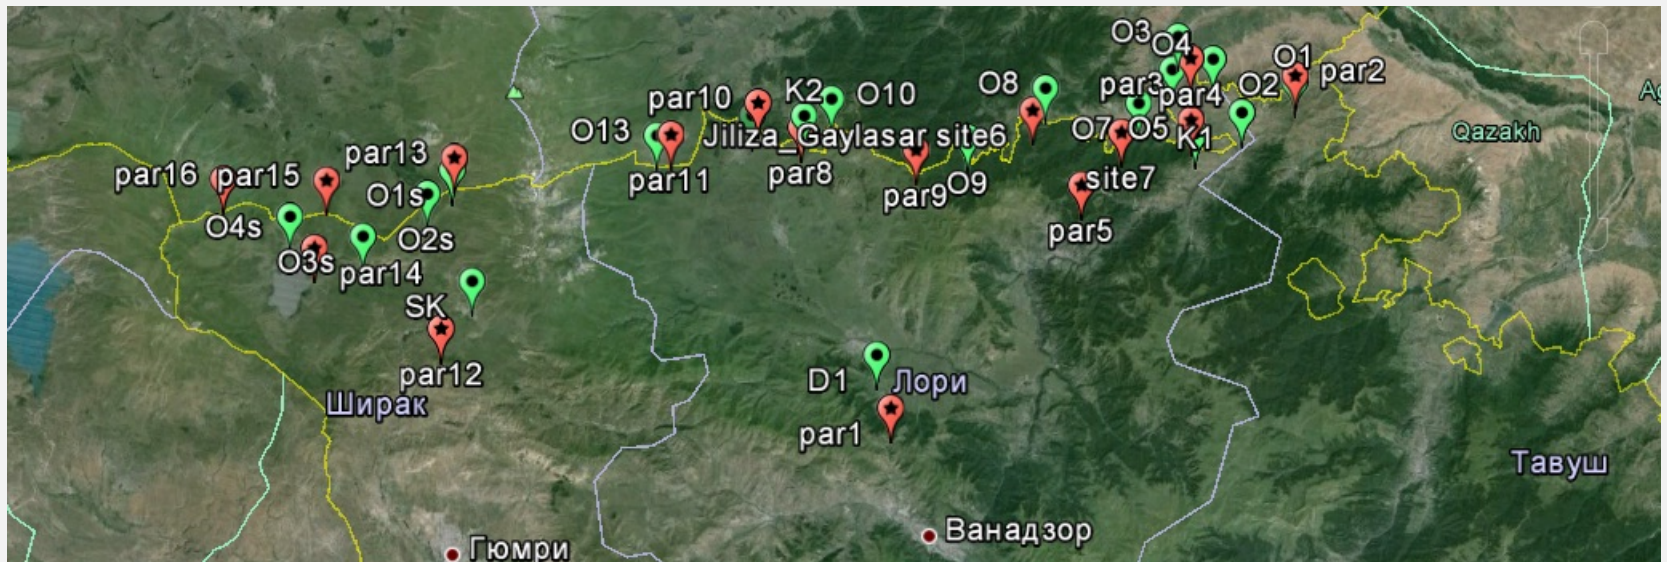 O3
O4
O1
par2
O8
par3
O2
par10
K2
O10
par4
Ag
O13
Jiliza_Gaylasar
site6
O7
O5
K1
Qazakh
par13
par16
par15
par11
par8
par9
O9
site7
O1s
O4s
O2s
par5
O3s
par14
SK
par12
D1
Лори
Ширак
par1
Тавуш
Ванадзор
Гюмри